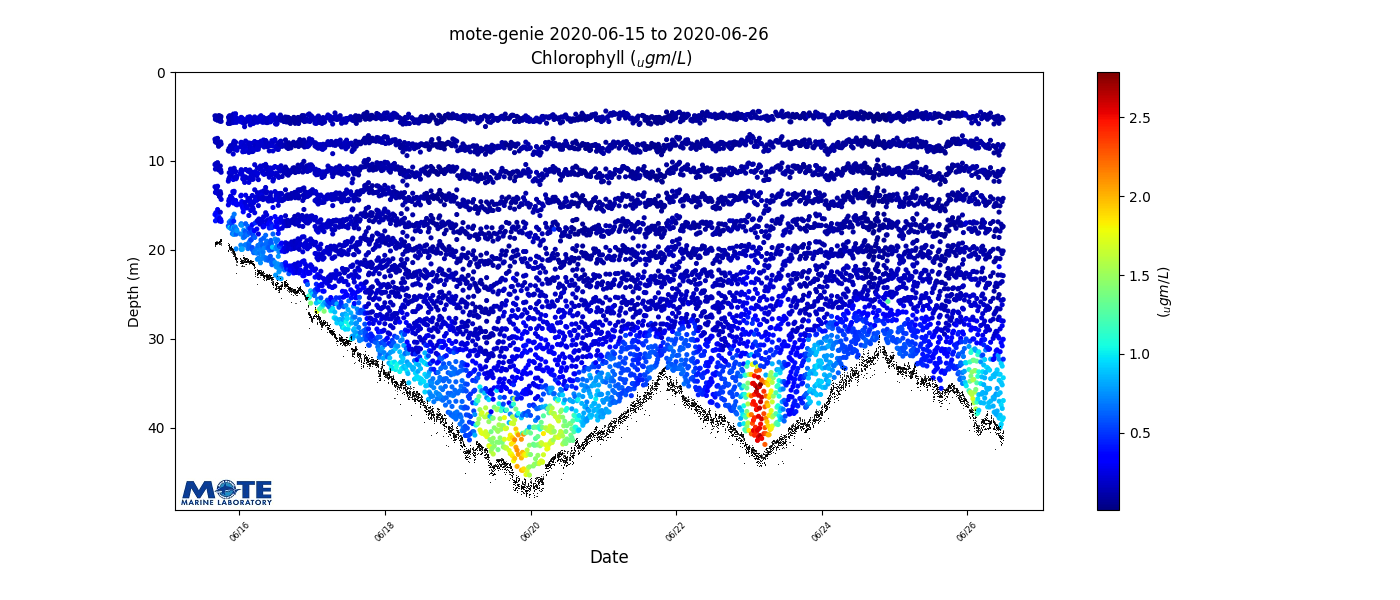 mote-genie 2020-06-15 to 2020-06-26
Chlorophyll (ugm/L)
0
10
20
30
40
Depth (m)
06/16
06/18
06/20
06/22
06/24
06/26
Date
2.5
2.0
1.5
1.0
0.5
(ugm/L)
MOTE
MARINE LABORATORY